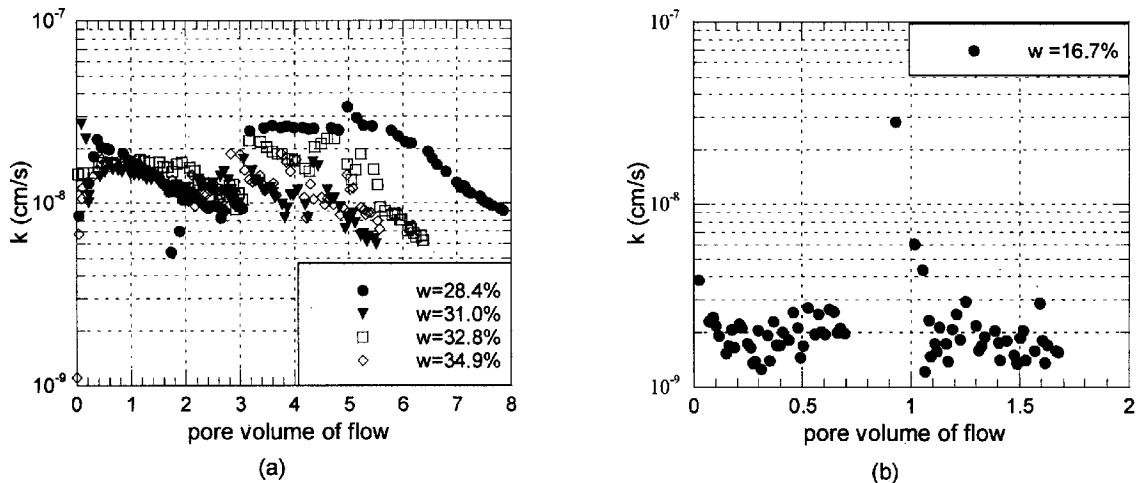 10⁻⁷
10⁻⁸
10⁻⁹
k (cm/s)
w=28.4%
w=31.0%
w=32.8%
w=34.9%
0 1 2 3 4 5 6 7 8
pore volume of flow
(a)
10⁻⁷
10⁻⁸
10⁻⁹
k (cm/s)
w =16.7%
0 0.5 1 1.5 2
pore volume of flow
(b)